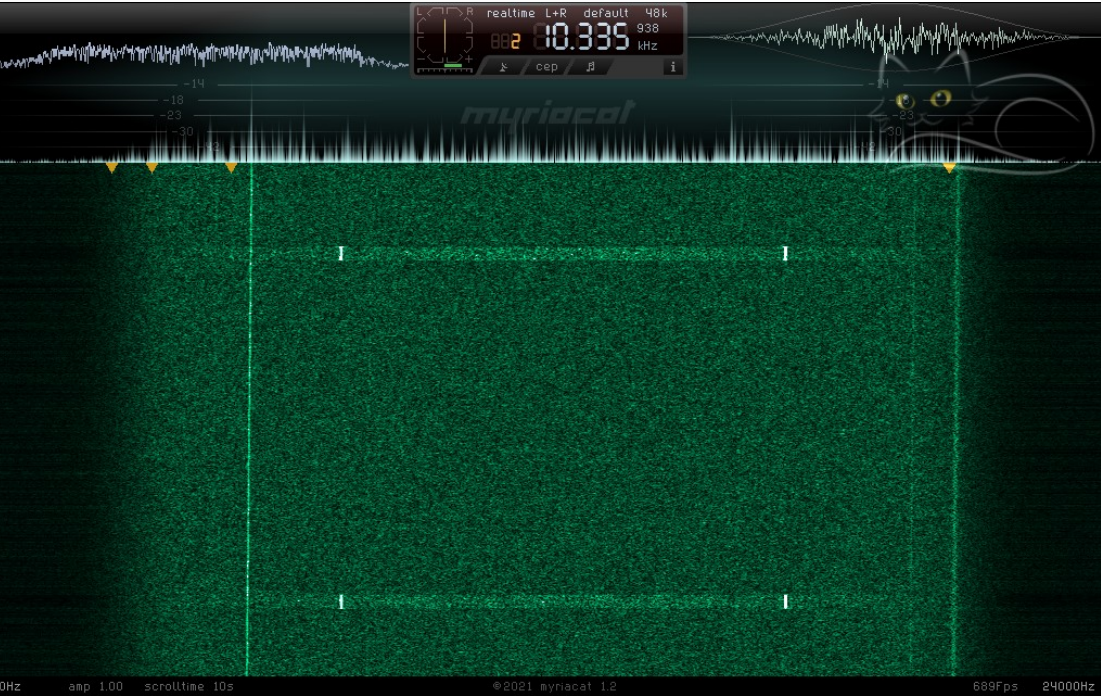 L R realtime L+R default 48k
2 10.335 938 kHz
cep i
-14 -14
-18
-23 -23
-30 -30
myriacat
0Hz amp 1.00 scrolltime 10s ©2021 myriacat 1.2 689Fps 24000Hz